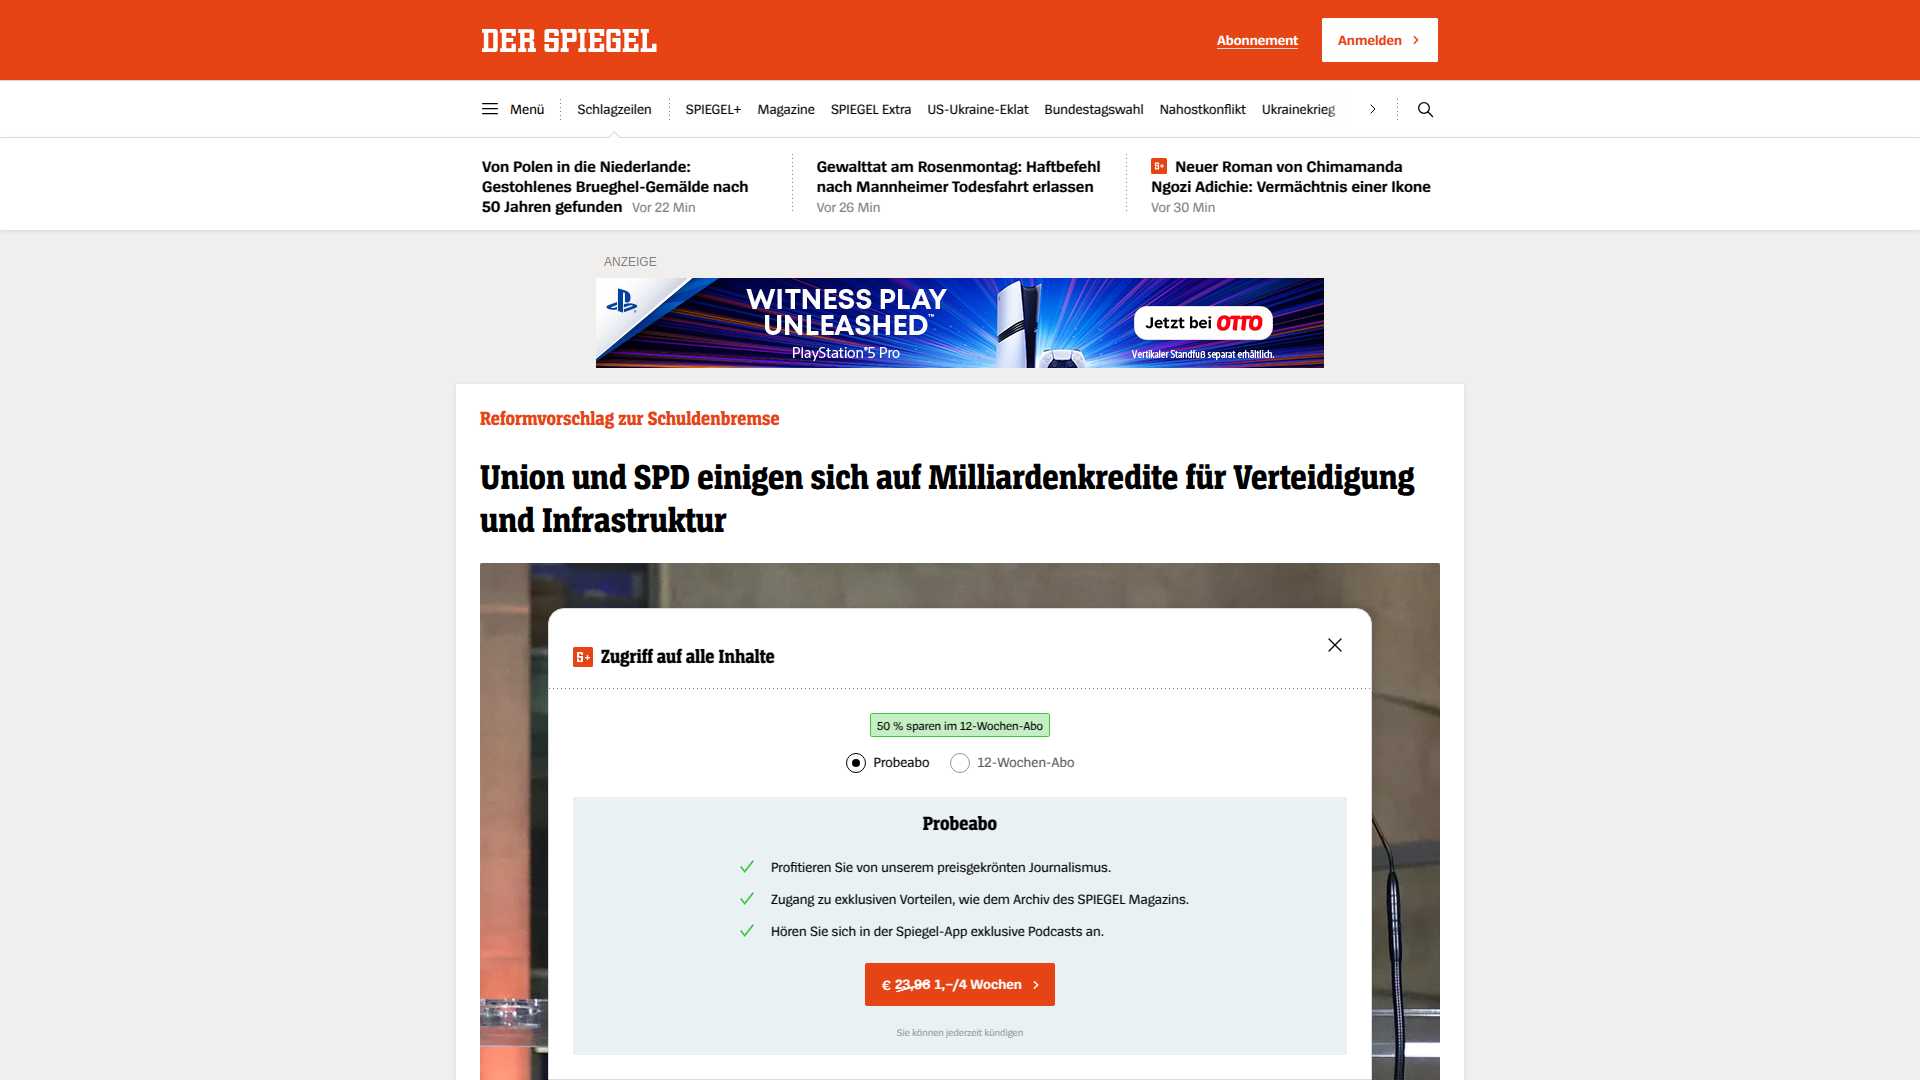 DER SPIEGEL
Abonnement
Anmelden
Menü
Schlagzeilen
SPIEGEL+
Magazine
SPIEGEL Extra
US-Ukraine-Eklat
Bundestagswahl
Nahostkonflikt
Ukrainekrieg
Von Polen in die Niederlande:
Gestohlenes Brueghel-Gemälde nach
50 Jahren gefunden Vor 22 Min
Gewalttat am Rosenmontag: Haftbefehl
nach Mannheimer Todesfahrt erlassen
Vor 26 Min
S+ Neuer Roman von Chimamanda
Ngozi Adichie: Vermächtnis einer Ikone
Vor 30 Min
ANZEIGE
WITNESS PLAY
UNLEASHED™
PlayStation®5 Pro
Jetzt bei OTTO
Vertikaler Standfuß separat erhältlich.
Reformvorschlag zur Schuldenbremse
Union und SPD einigen sich auf Milliardenkredite für Verteidigung
und Infrastruktur
S+ Zugriff auf alle Inhalte
50 % sparen im 12-Wochen-Abo
Probeabo
12-Wochen-Abo
Probeabo
Profitieren Sie von unserem preisgekrönten Journalismus.
Zugang zu exklusiven Vorteilen, wie dem Archiv des SPIEGEL Magazins.
Hören Sie sich in der Spiegel-App exklusive Podcasts an.
€ 23,96 1,–/4 Wochen
Sie können jederzeit kündigen